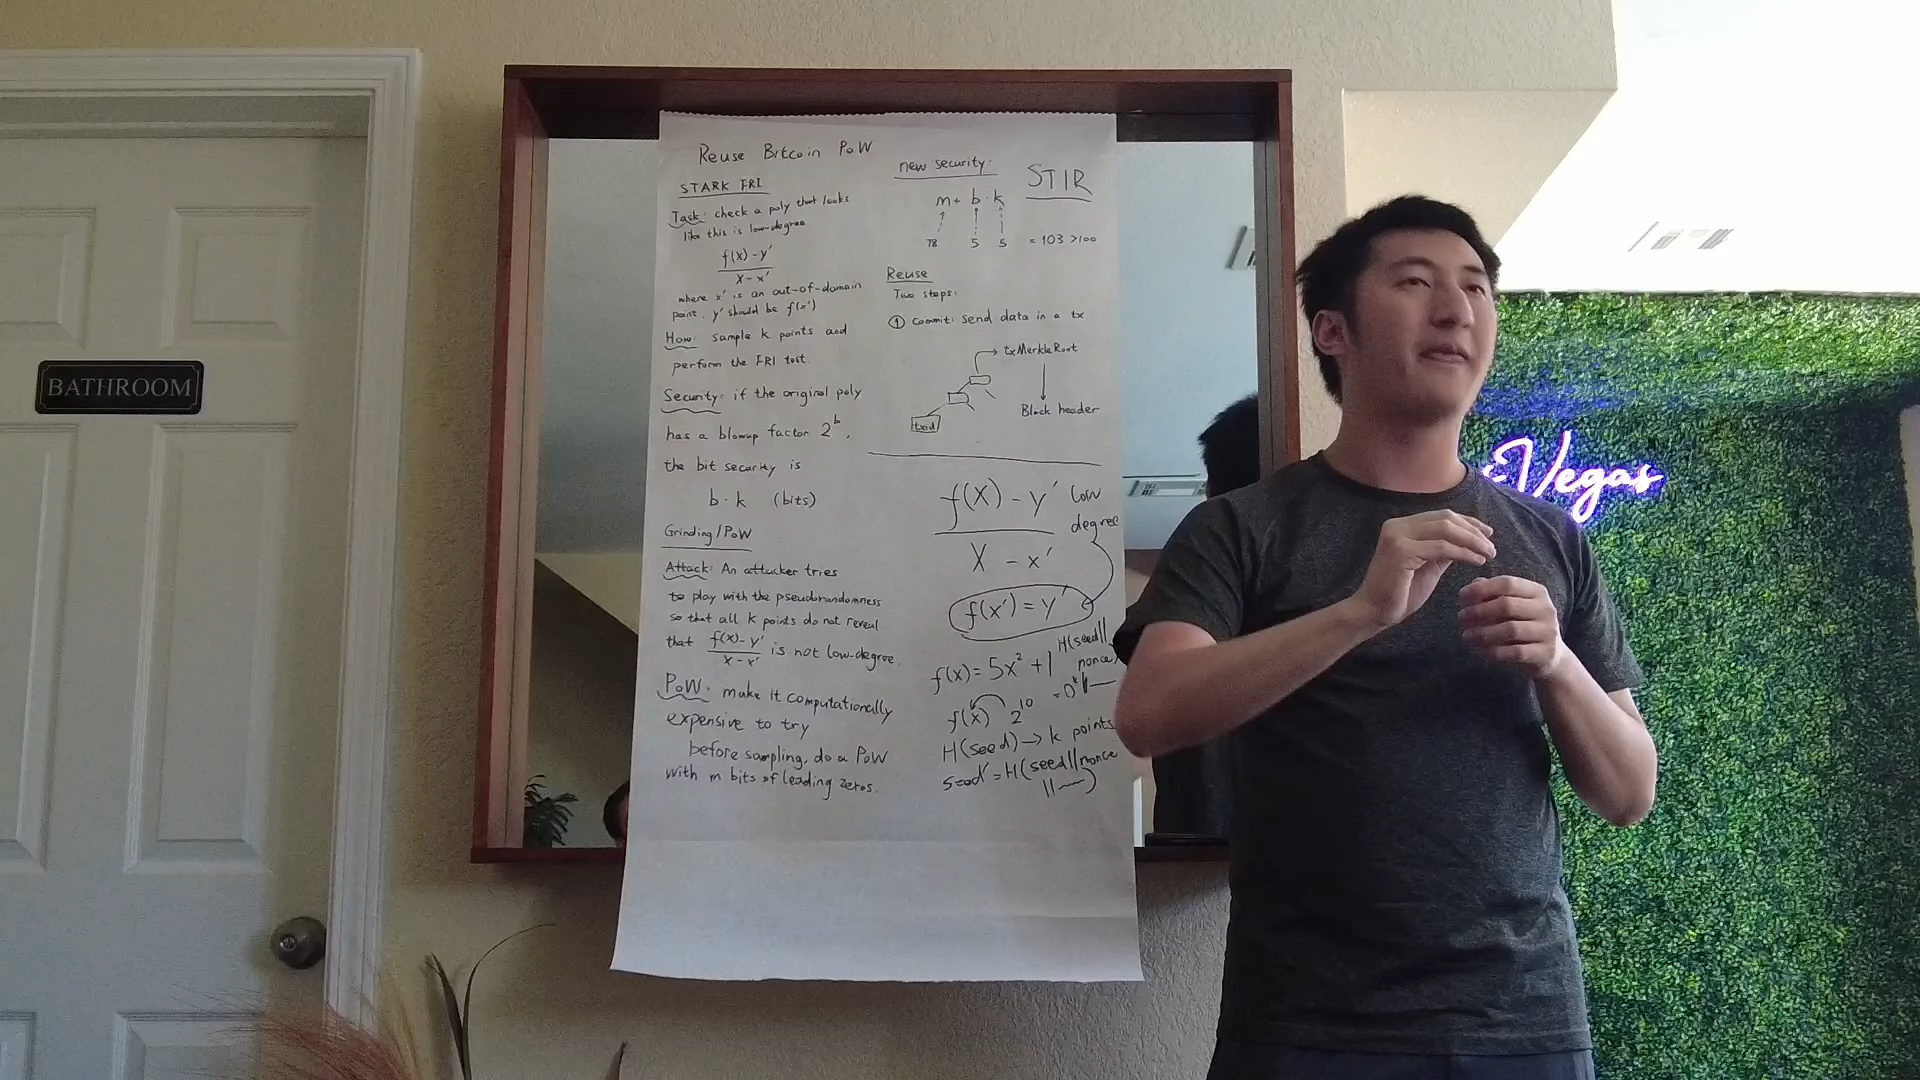 BATHROOM
Reuse Bitcoin PoW
STARK FRI
Task: check a poly that looks
like this is low-degree
f(X) - y'
X - x'
where x' is an out-of-domain
point, y' should be f(x')
How: sample k points and
perform the FRI test.
Security: if the original poly
has a blowup factor 2^b,
the bit security is
b · k (bits)
Grinding/PoW
Attack: An attacker tries
to play with the pseudorandomness
so that all k points do not reveal
that f(X) - y' / X - x' is not low-degree.
PoW: make it computationally
expensive to try
before sampling, do a PoW
with m bits of leading zeros.
new security:
STIR
m + b · k
78 5 5 = 103 > 100
Reuse
Two steps:
① Commit: send data in a tx
txMerkleRoot
Block header
txid
f(X) - y'
X - x'
low
degree
f(x') = y'
H(seed||
nonce)
= 0^k ||
f(x) = 5x² + 1
f(x) 2^10
H(seed) → k points
seed' = H(seed||nonce
|| )
Vegas